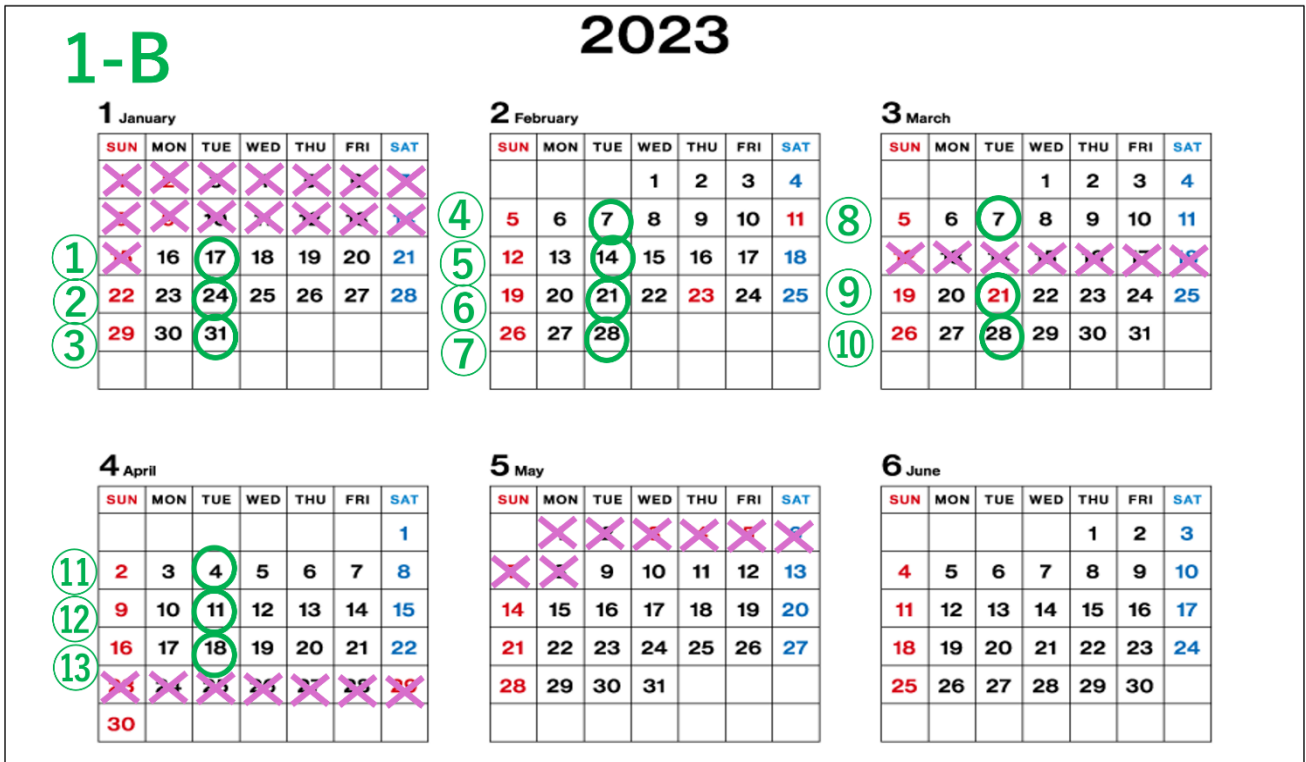 1-B
2023
1 January
SUN MON TUE WED THU FRI SAT
① 16 17 18 19 20 21
② 22 23 24 25 26 27 28
③ 29 30 31
2 February
SUN MON TUE WED THU FRI SAT
1 2 3 4
④ 5 6 7 8 9 10 11
⑤ 12 13 14 15 16 17 18
⑥ 19 20 21 22 23 24 25
⑦ 26 27 28
3 March
SUN MON TUE WED THU FRI SAT
1 2 3 4
⑧ 5 6 7 8 9 10 11
⑨ 19 20 21 22 23 24 25
⑩ 26 27 28 29 30 31
4 April
SUN MON TUE WED THU FRI SAT
1
⑪ 2 3 4 5 6 7 8
⑫ 9 10 11 12 13 14 15
⑬ 16 17 18 19 20 21 22
23 24 25 26 27 28 29
30
5 May
SUN MON TUE WED THU FRI SAT
9 10 11 12 13
14 15 16 17 18 19 20
21 22 23 24 25 26 27
28 29 30 31
6 June
SUN MON TUE WED THU FRI SAT
1 2 3
4 5 6 7 8 9 10
11 12 13 14 15 16 17
18 19 20 21 22 23 24
25 26 27 28 29 30